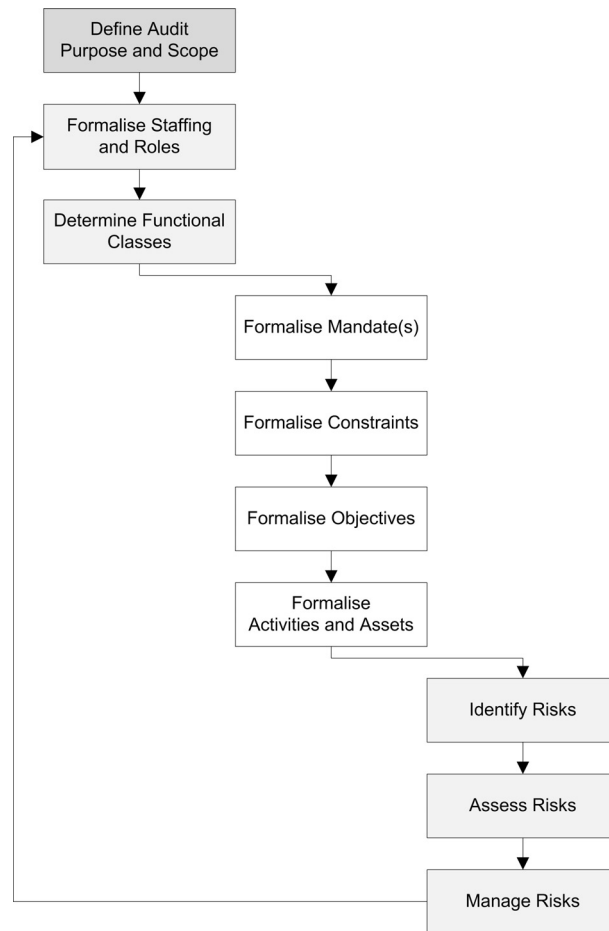 Define Audit
Purpose and Scope
Formalise Staffing
and Roles
Determine Functional
Classes
Formalise Mandate(s)
Formalise Constraints
Formalise Objectives
Formalise
Activities and Assets
Identify Risks
Assess Risks
Manage Risks